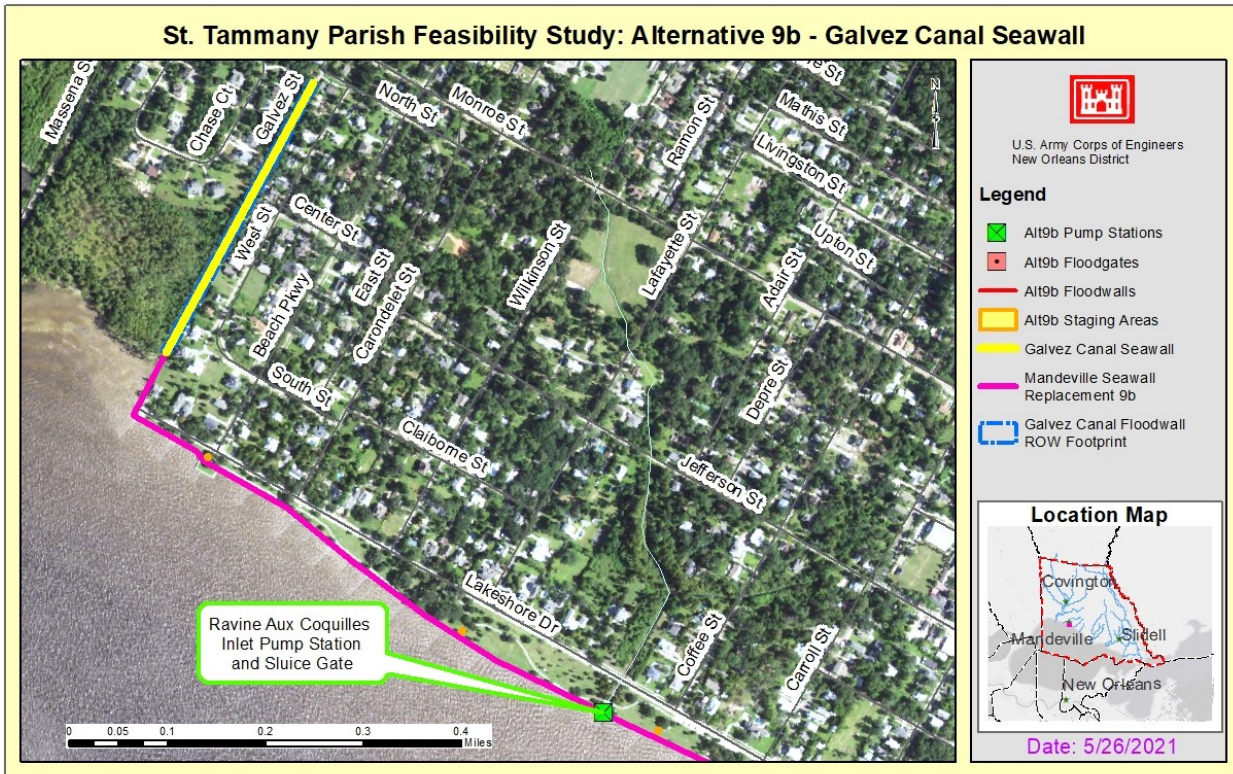 St. Tammany Parish Feasibility Study: Alternative 9b - Galvez Canal Seawall
Massena S
Chase Ct
Galvez St
North St
Monroe St
Ramon St
Mathis St
Livingston St
Upton St
West St
Center St
Beach Pkwy
East St
Carondelet St
Wilkinson St
Lafayette St
Adair St
Depre St
South St
Claiborne St
Jefferson St
Lakeshore Dr
Coffee St
Carroll St
Ravine Aux Coquilles
Inlet Pump Station
and Sluice Gate
0 0.05 0.1 0.2 0.3 0.4
Miles
N
U.S. Army Corps of Engineers
New Orleans District
Legend
Alt9b Pump Stations
Alt9b Floodgates
Alt9b Floodwalls
Alt9b Staging Areas
Galvez Canal Seawall
Mandeville Seawall
Replacement 9b
Galvez Canal Floodwall
ROW Footprint
Location Map
Covington
Mandeville
Slidell
New Orleans
Date: 5/26/2021